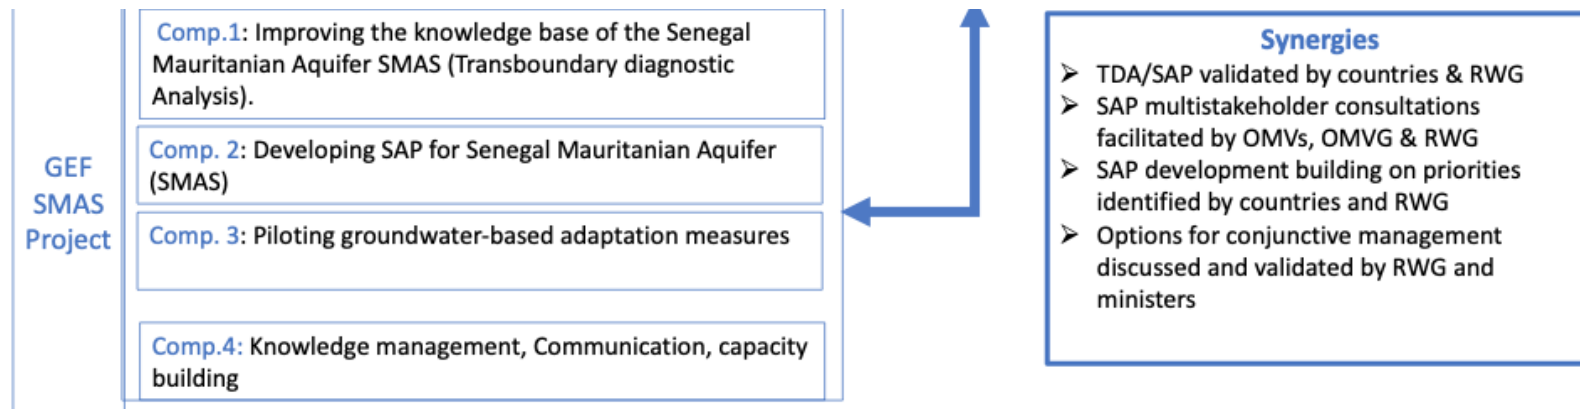 GEF
SMAS
Project
Comp.1: Improving the knowledge base of the Senegal
Mauritanian Aquifer SMAS (Transboundary diagnostic
Analysis).
Comp. 2: Developing SAP for Senegal Mauritanian Aquifer
(SMAS)
Comp. 3: Piloting groundwater-based adaptation measures
Comp.4: Knowledge management, Communication, capacity
building
Synergies
➢ TDA/SAP validated by countries & RWG
➢ SAP multistakeholder consultations
facilitated by OMVs, OMVG & RWG
➢ SAP development building on priorities
identified by countries and RWG
➢ Options for conjunctive management
discussed and validated by RWG and
ministers